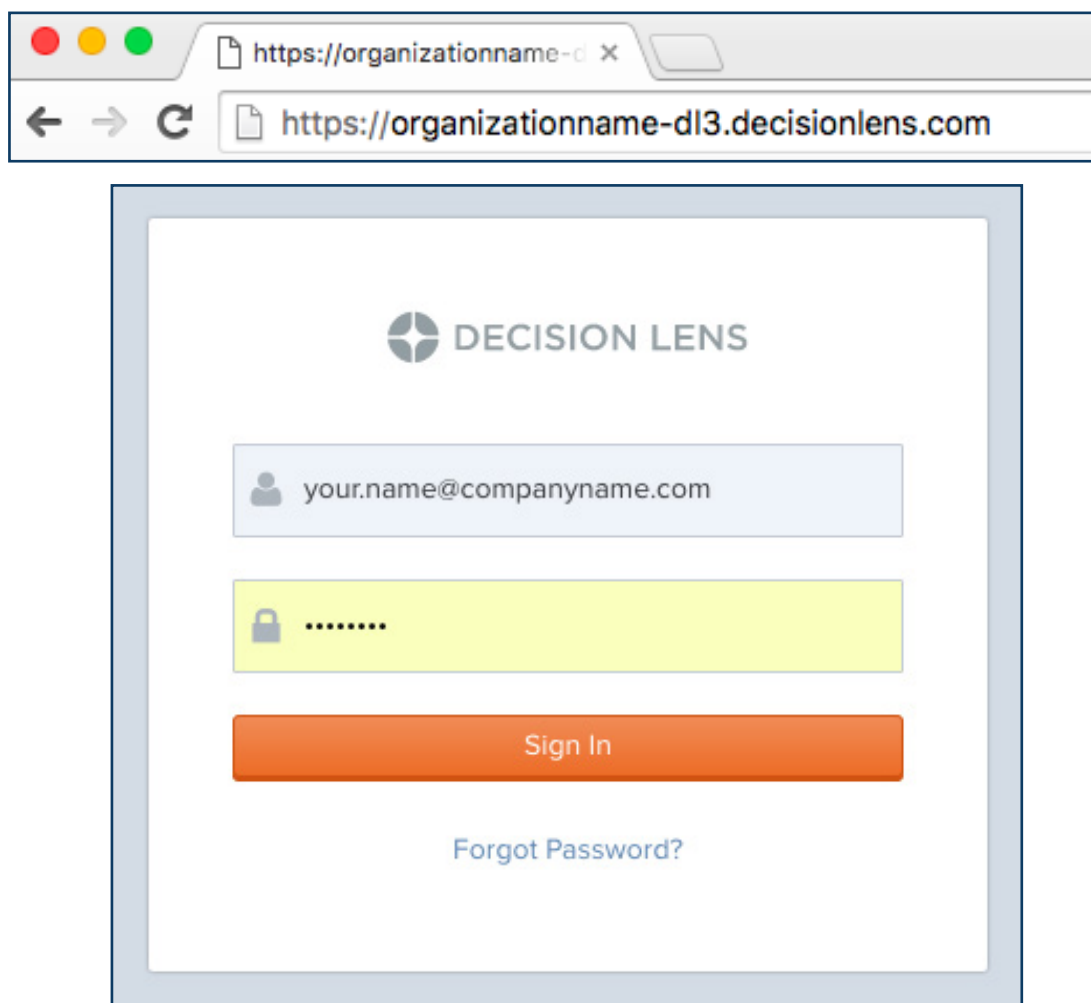 https://organizationname-d
https://organizationname-dl3.decisionlens.com
DECISION LENS
your.name@companyname.com
••••••••
Sign In
Forgot Password?